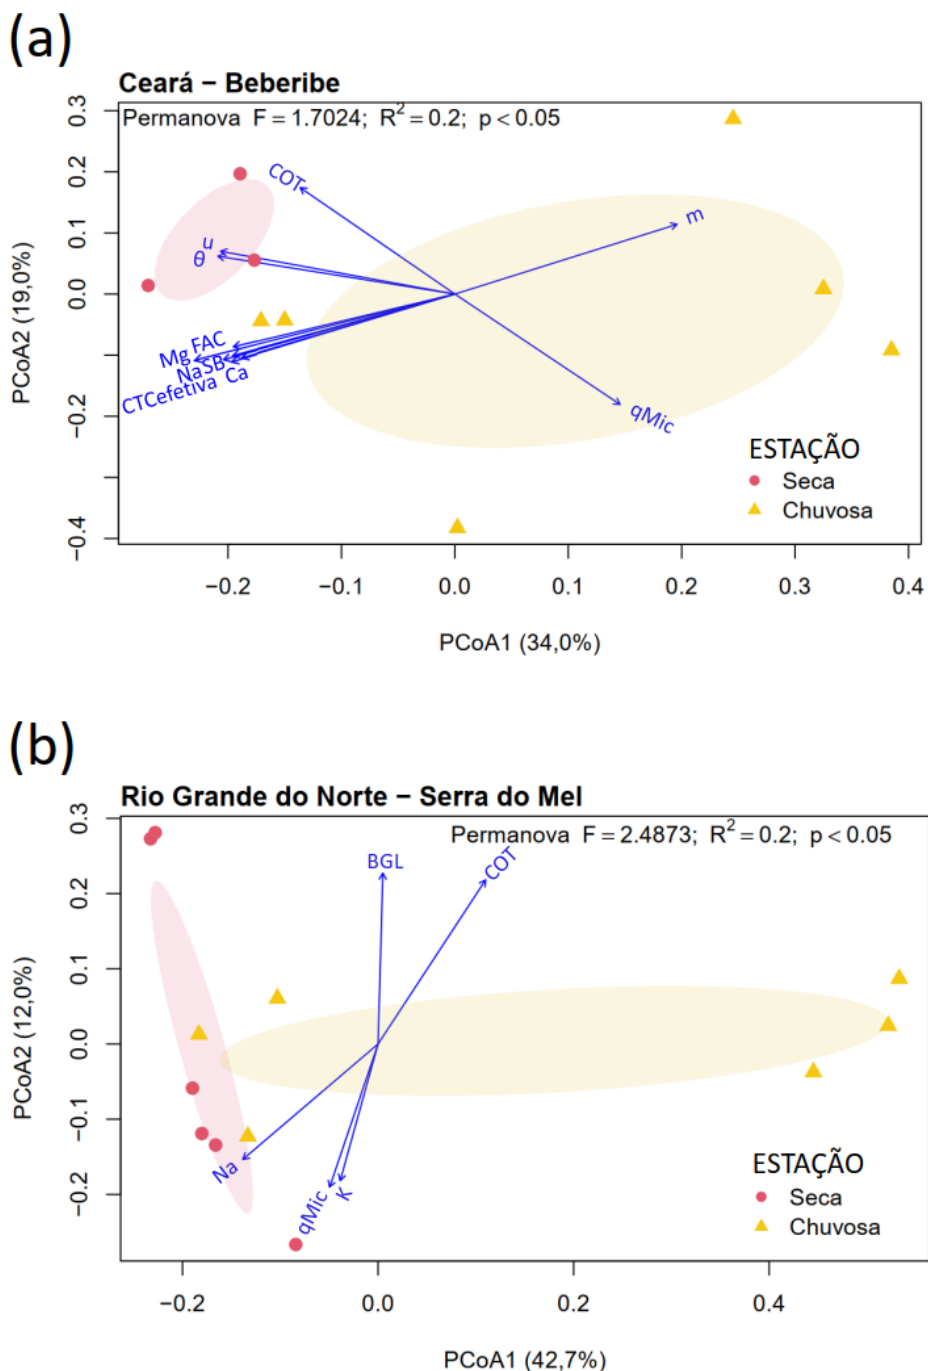 (a)
Ceará − Beberibe
Permanova F = 1.7024; R² = 0.2; p < 0.05
PCoA2 (19,0%)
0.3
0.2
0.1
0.0
−0.2
−0.4
COT
m
u
θ
Mg FAC
NaSB
CTCefetiva Ca
qMic
ESTAÇÃO
Seca
Chuvosa
−0.2 −0.1 0.0 0.1 0.2 0.3 0.4
PCoA1 (34,0%)
(b)
Rio Grande do Norte − Serra do Mel
Permanova F = 2.4873; R² = 0.2; p < 0.05
PCoA2 (12,0%)
0.3
0.2
0.1
0.0
−0.1
−0.2
BGL
COT
Na
qMic
K
ESTAÇÃO
Seca
Chuvosa
−0.2 0.0 0.2 0.4
PCoA1 (42,7%)